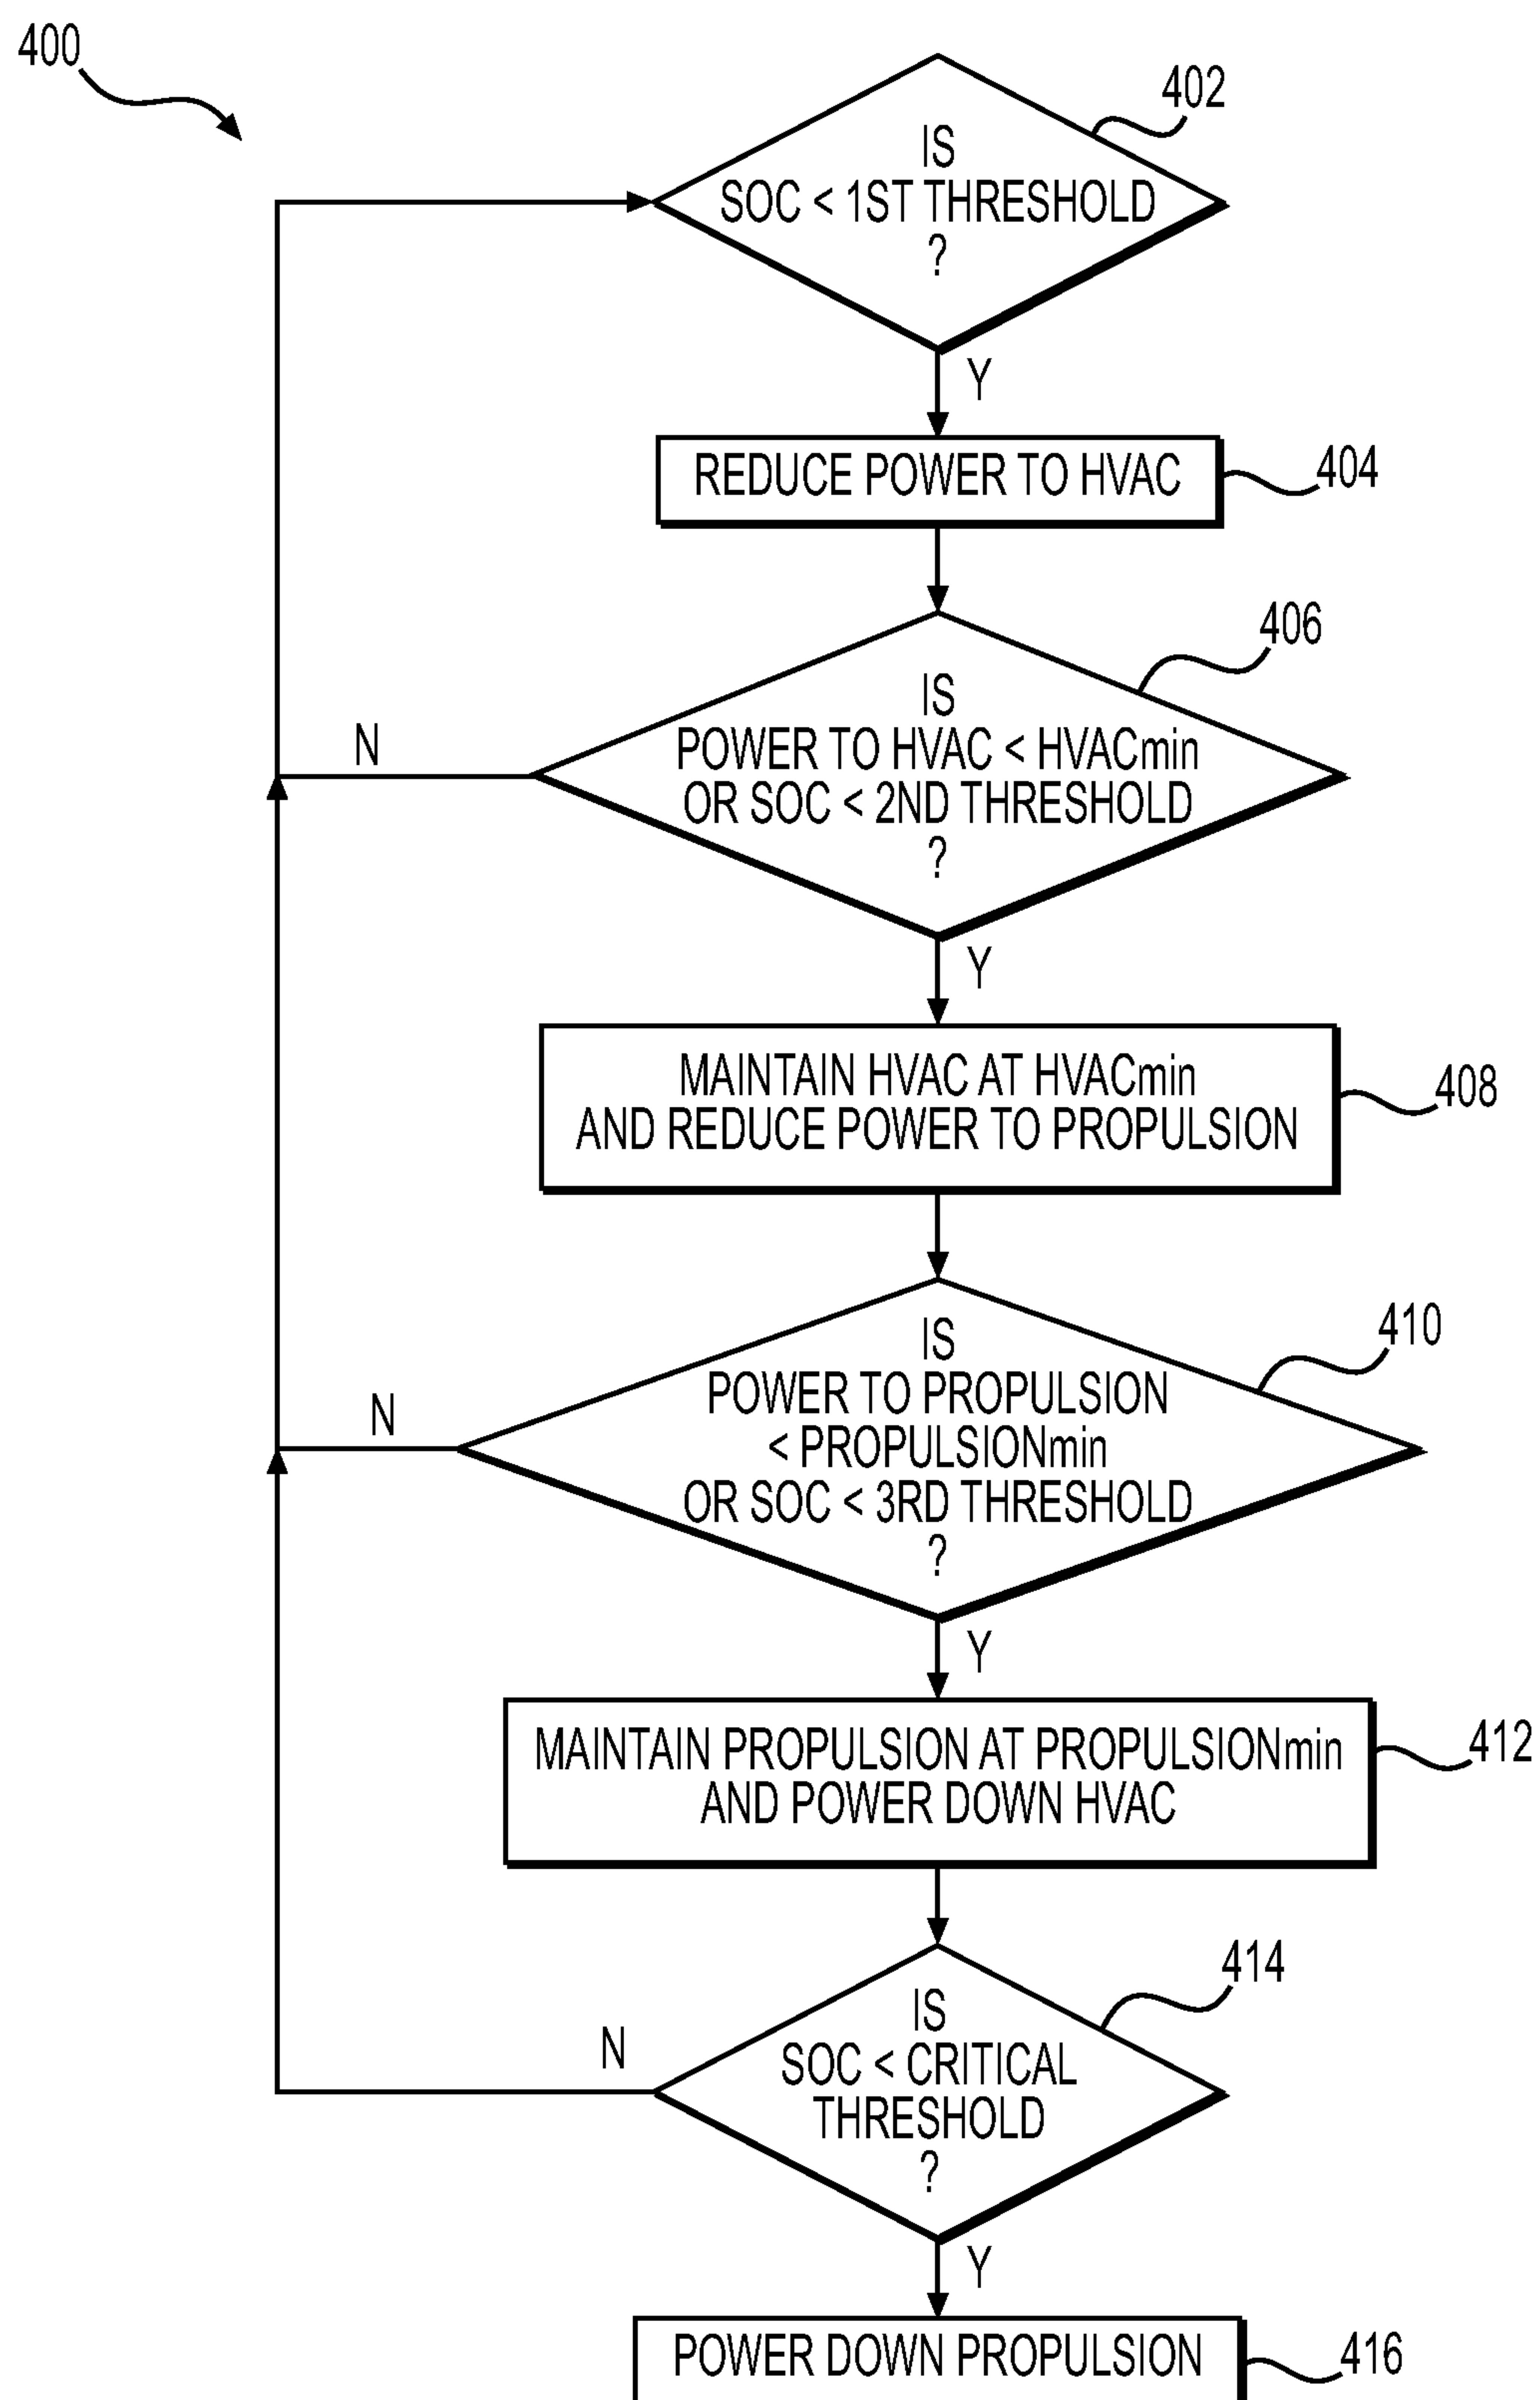 400
402
IS
SOC < 1ST THRESHOLD
?
Y
REDUCE POWER TO HVAC
404
406
IS
POWER TO HVAC < HVACmin
OR SOC < 2ND THRESHOLD
?
N
Y
MAINTAIN HVAC AT HVACmin
AND REDUCE POWER TO PROPULSION
408
410
IS
POWER TO PROPULSION
< PROPULSIONmin
OR SOC < 3RD THRESHOLD
?
N
Y
MAINTAIN PROPULSION AT PROPULSIONmin
AND POWER DOWN HVAC
412
414
IS
SOC < CRITICAL
THRESHOLD
?
N
Y
POWER DOWN PROPULSION
416